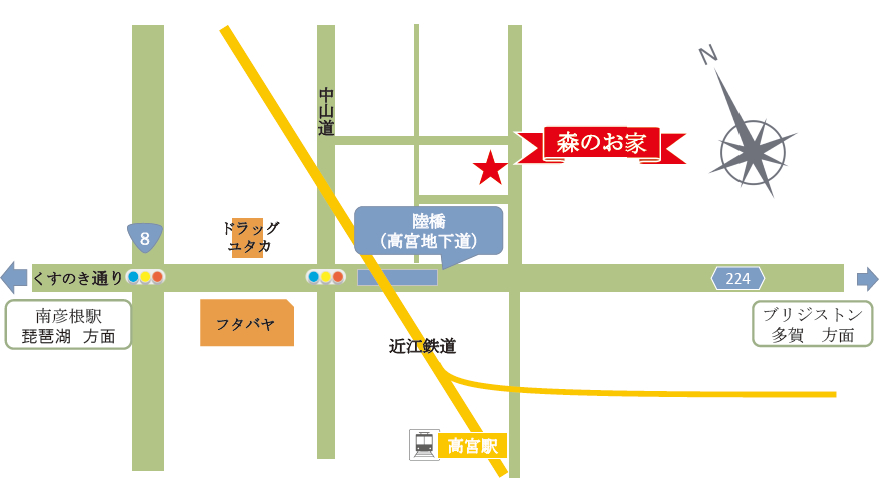 N
中山道
森のお家
8
ドラッグ
ユタカ
陸橋
（高宮地下道）
くすのき通り
224
南彦根駅
琵琶湖　方面
フタバヤ
ブリジストン
多賀　方面
近江鉄道
高宮駅